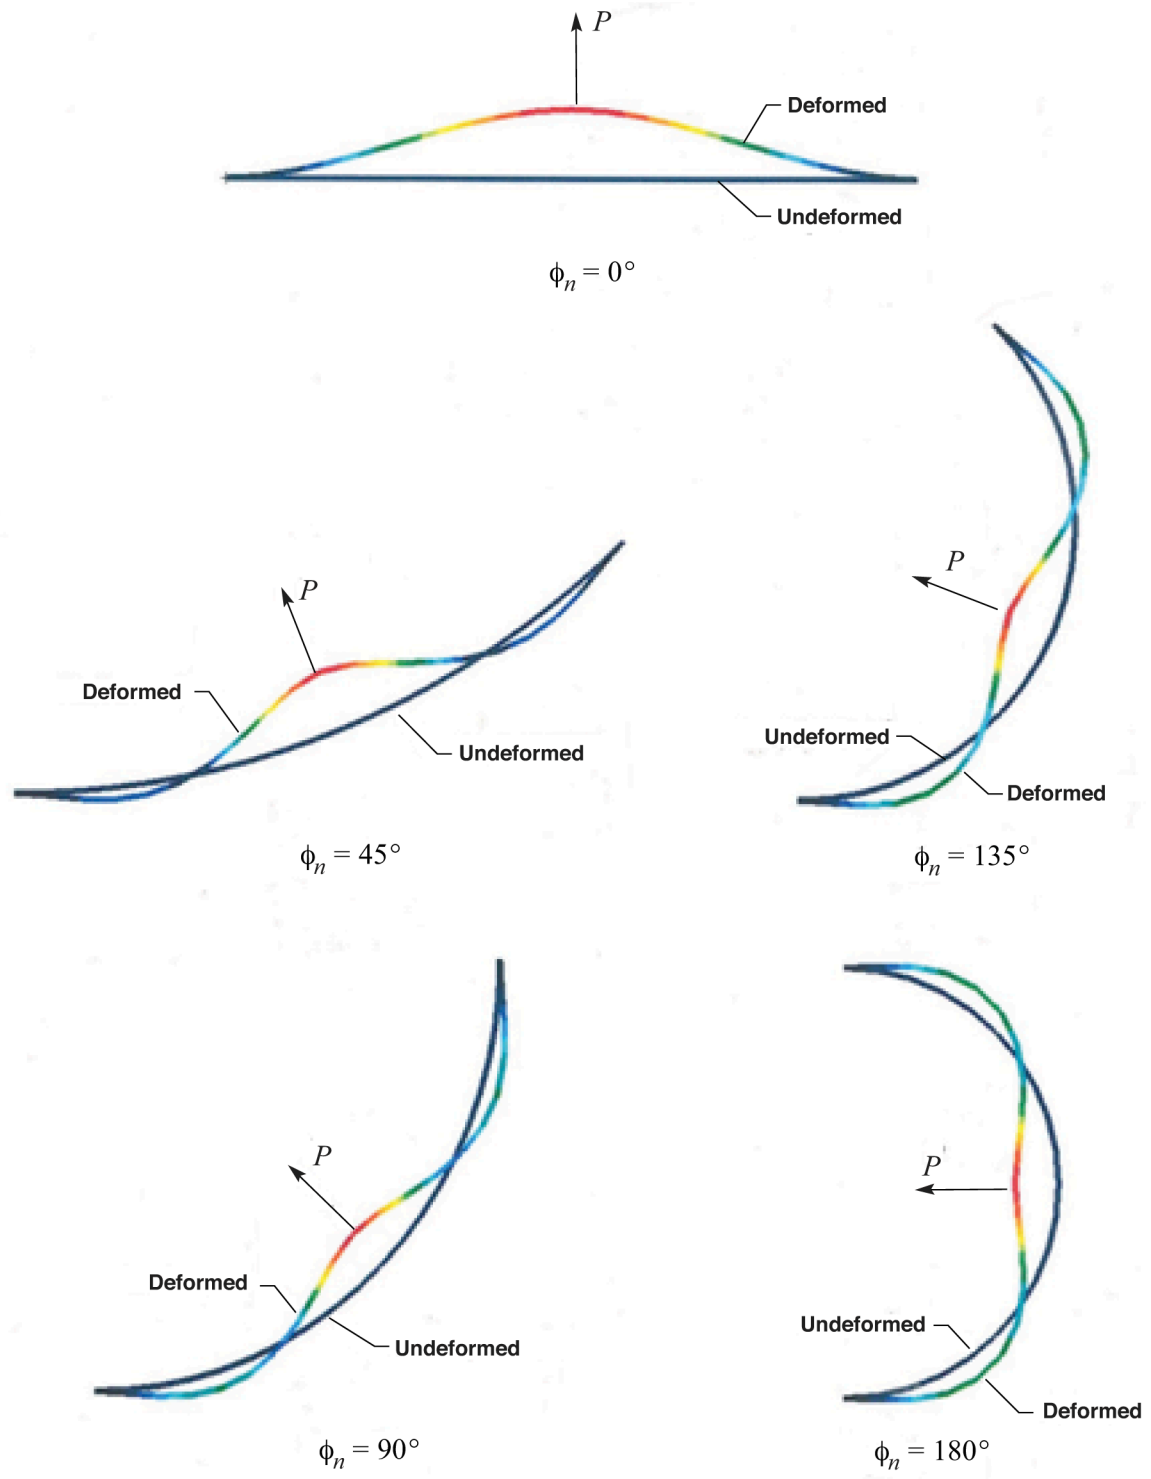 P
Deformed
Undeformed
ϕn = 0°
P
Deformed
Undeformed
ϕn = 45°
P
Undeformed
Deformed
ϕn = 135°
P
Deformed
Undeformed
ϕn = 90°
P
Undeformed
Deformed
ϕn = 180°